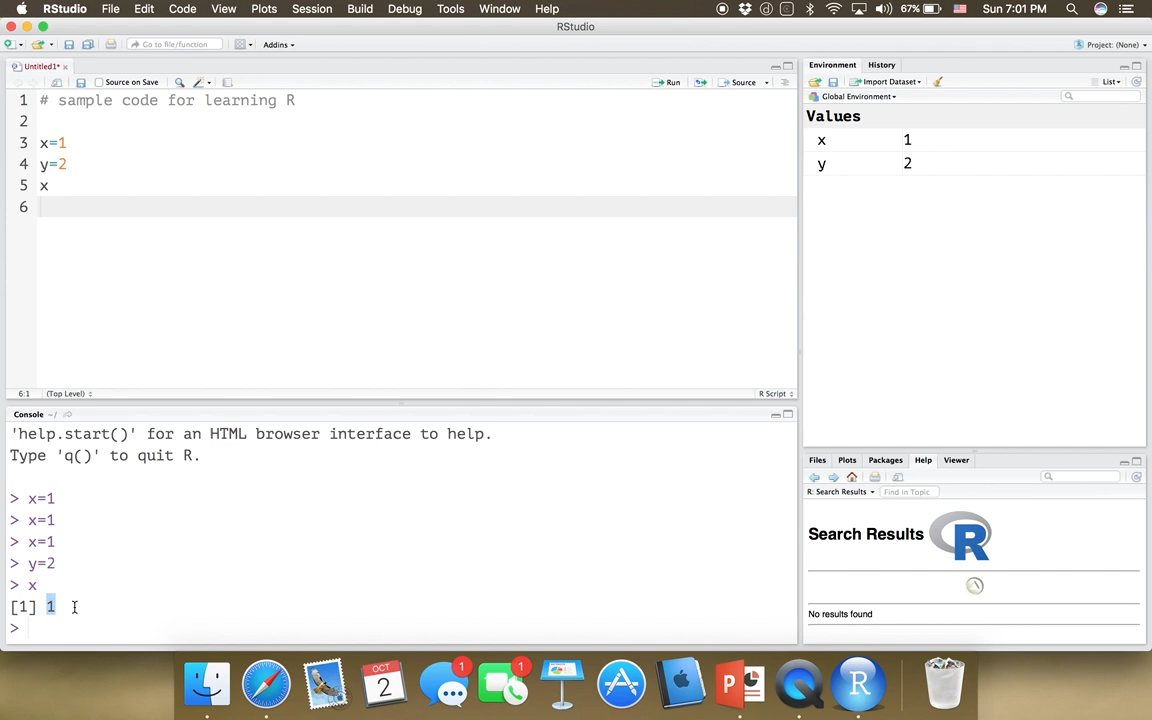 RStudio File Edit Code View Plots Session Build Debug Tools Window Help 67% Sun 7:01 PM
RStudio
Go to file/function Addins Project: (None)
Untitled1*
Source on Save Run Source
1 # sample code for learning R
2
3 x=1
4 y=2
5 x
6
6:1 (Top Level) R Script
Console ~/
'help.start()' for an HTML browser interface to help.
Type 'q()' to quit R.
> x=1
> x=1
> x=1
> y=2
> x
[1] 1
>
Environment History
Import Dataset List
Global Environment
Values
x 1
y 2
Files Plots Packages Help Viewer
R: Search Results Find in Topic
Search Results R
No results found
OCT
2
1
1
P
R